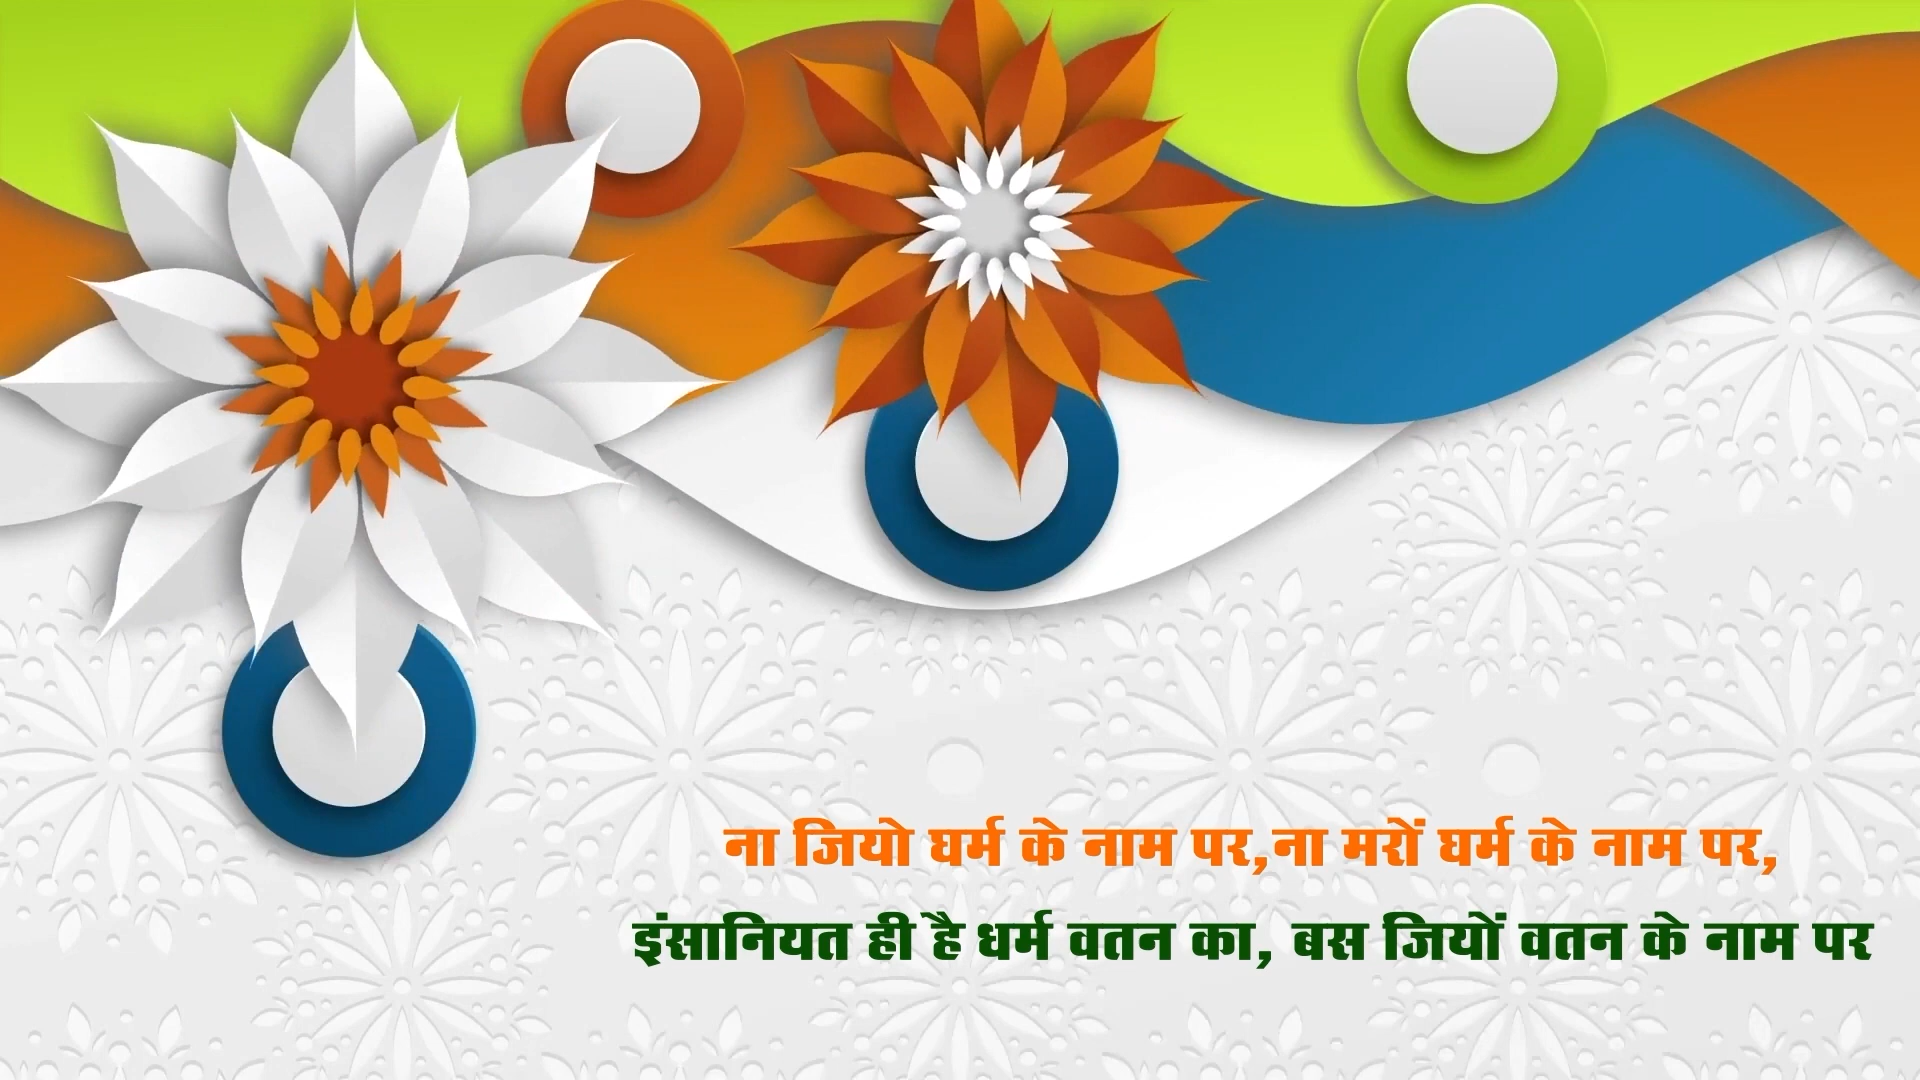 ना जियो घर्म के नाम पर,ना मरों घर्म के नाम पर,
इंसानियत ही है धर्म वतन का, बस जियों वतन के नाम पर